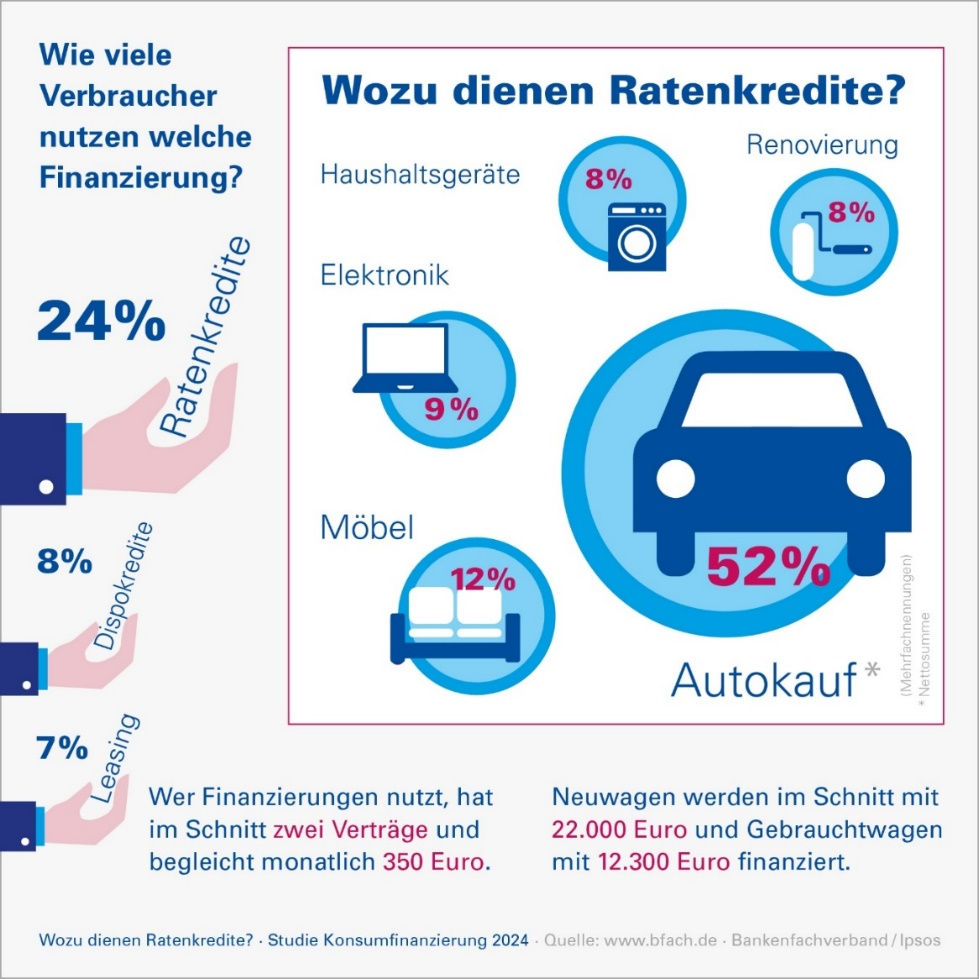 Wie viele
Verbraucher
nutzen welche
Finanzierung?
24%
Ratenkredite
8%
Dispokredite
7%
Leasing
Wozu dienen Ratenkredite?
Haushaltsgeräte
8%
Renovierung
8%
Elektronik
9%
Möbel
12%
52%
Autokauf*
(Mehrfachnennungen)
* Nettosumme
Wer Finanzierungen nutzt, hat
im Schnitt zwei Verträge und
begleicht monatlich 350 Euro.
Neuwagen werden im Schnitt mit
22.000 Euro und Gebrauchtwagen
mit 12.300 Euro finanziert.
Wozu dienen Ratenkredite? · Studie Konsumfinanzierung 2024 · Quelle: www.bfach.de · Bankenfachverband / Ipsos